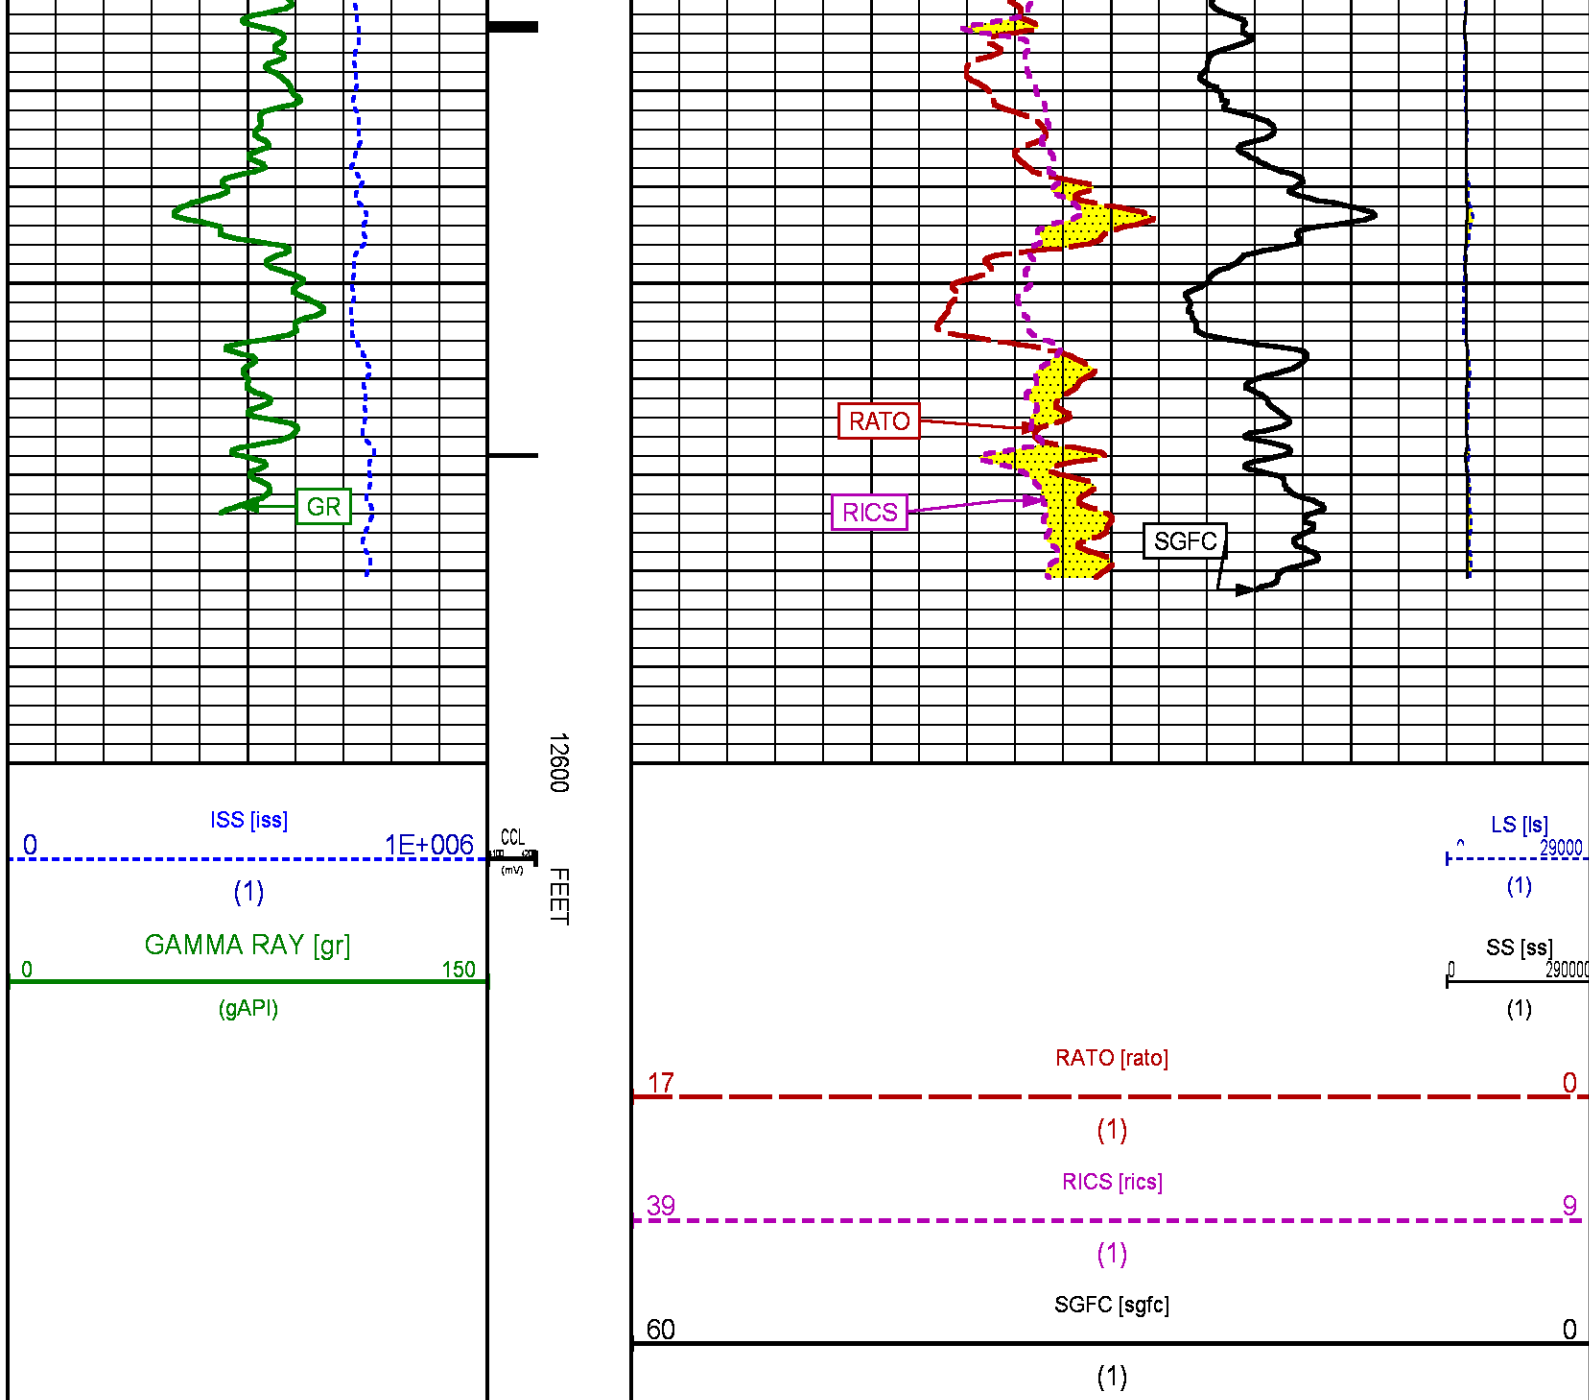 RATO
GR
RICS
SGFC
12600
FEET
ISS [iss]
0 1E+006
(1)
GAMMA RAY [gr]
0 150
(gAPI)
CCL
(mV)
LS [ls]
29000
(1)
SS [ss]
0 290000
(1)
RATO [rato]
17 0
(1)
RICS [rics]
39 9
(1)
SGFC [sgfc]
60 0
(1)